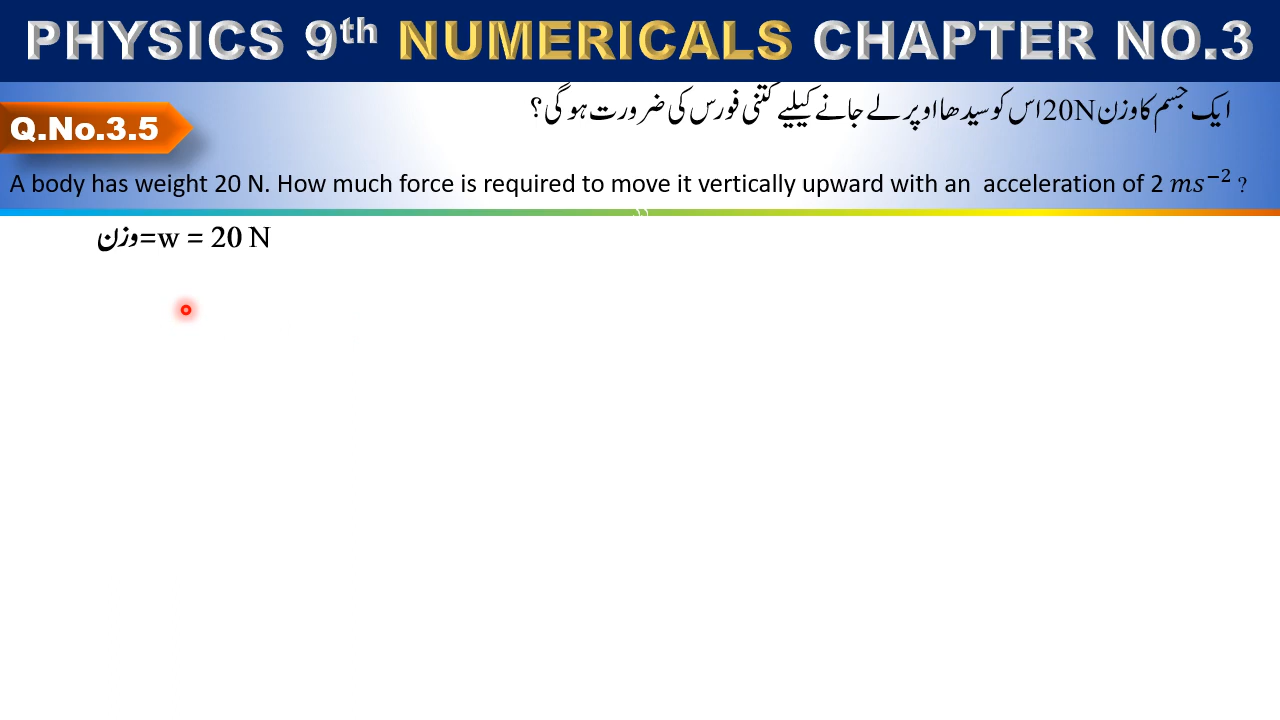 PHYSICS 9th NUMERICALS CHAPTER NO.3
ایک جسم کا وزن 20N اس کو سیدھا اوپر لے جانے کیلیے کتنی فورس کی ضرورت ہو گی؟
Q.No.3.5
A body has weight 20 N. How much force is required to move it vertically upward with an acceleration of 2 ms⁻² ?
وزن=w = 20 N